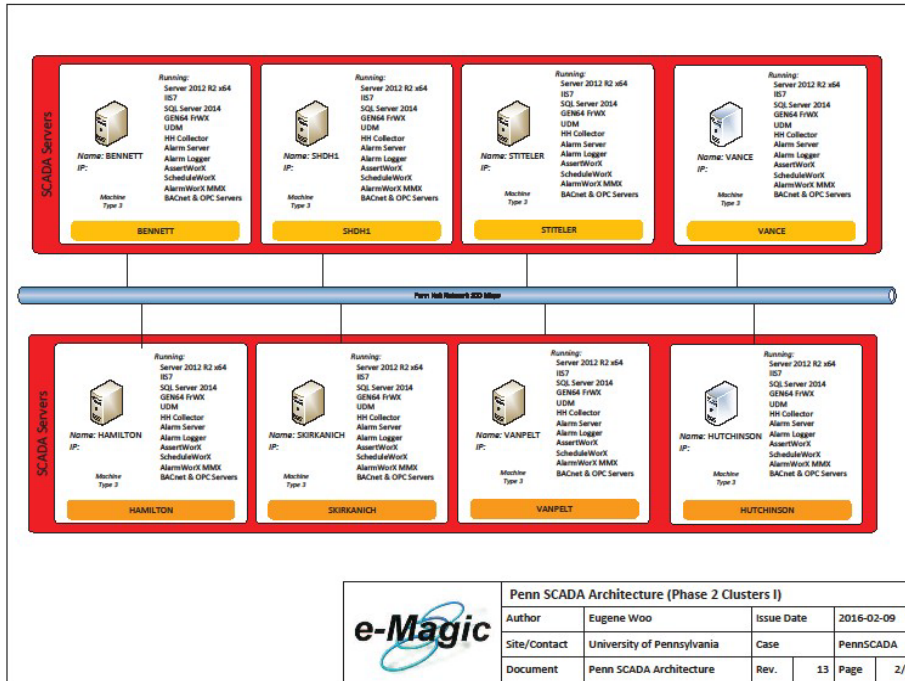 SCADA Servers
Running:
Server 2012 R2 x64
IIS7
SQL Server 2014
GEN64 FrWX
UDM
HH Collector
Alarm Server
Alarm Logger
AssertWorX
ScheduleWorX
AlarmWorX MMX
BACnet & OPC Servers
Name: BENNETT
IP:
Machine
Type 3
BENNETT
Running:
Server 2012 R2 x64
IIS7
SQL Server 2014
GEN64 FrWX
UDM
HH Collector
Alarm Server
Alarm Logger
AssertWorX
ScheduleWorX
AlarmWorX MMX
BACnet & OPC Servers
Name: SHDH1
IP:
Machine
Type 3
SHDH1
Running:
Server 2012 R2 x64
IIS7
SQL Server 2014
GEN64 FrWX
UDM
HH Collector
Alarm Server
Alarm Logger
AssertWorX
ScheduleWorX
AlarmWorX MMX
BACnet & OPC Servers
Name: STITELER
IP:
Machine
Type 3
STITELER
Running:
Server 2012 R2 x64
IIS7
SQL Server 2014
GEN64 FrWX
UDM
HH Collector
Alarm Server
Alarm Logger
AssertWorX
ScheduleWorX
AlarmWorX MMX
BACnet & OPC Servers
Name: VANCE
IP:
Machine
Type 3
VANCE
Penn Network
SCADA Servers
Running:
Server 2012 R2 x64
IIS7
SQL Server 2014
GEN64 FrWX
UDM
HH Collector
Alarm Server
Alarm Logger
AssertWorX
ScheduleWorX
AlarmWorX MMX
BACnet & OPC Servers
Name: HAMILTON
IP:
Machine
Type 3
HAMILTON
Running:
Server 2012 R2 x64
IIS7
SQL Server 2014
GEN64 FrWX
UDM
HH Collector
Alarm Server
Alarm Logger
AssertWorX
ScheduleWorX
AlarmWorX MMX
BACnet & OPC Servers
Name: SKIRKANICH
IP:
Machine
Type 3
SKIRKANICH
Running:
Server 2012 R2 x64
IIS7
SQL Server 2014
GEN64 FrWX
UDM
HH Collector
Alarm Server
Alarm Logger
AssertWorX
ScheduleWorX
AlarmWorX MMX
BACnet & OPC Servers
Name: VANPELT
IP:
Machine
Type 3
VANPELT
Running:
Server 2012 R2 x64
IIS7
SQL Server 2014
GEN64 FrWX
UDM
HH Collector
Alarm Server
Alarm Logger
AssertWorX
ScheduleWorX
AlarmWorX MMX
BACnet & OPC Servers
Name: HUTCHINSON
IP:
Machine
Type 3
HUTCHINSON
e-Magic
Penn SCADA Architecture (Phase 2 Clusters I)
Author Eugene Woo Issue Date 2016-02-09
Site/Contact University of Pennsylvania Case PennSCADA
Document Penn SCADA Architecture Rev. 13 Page 2/